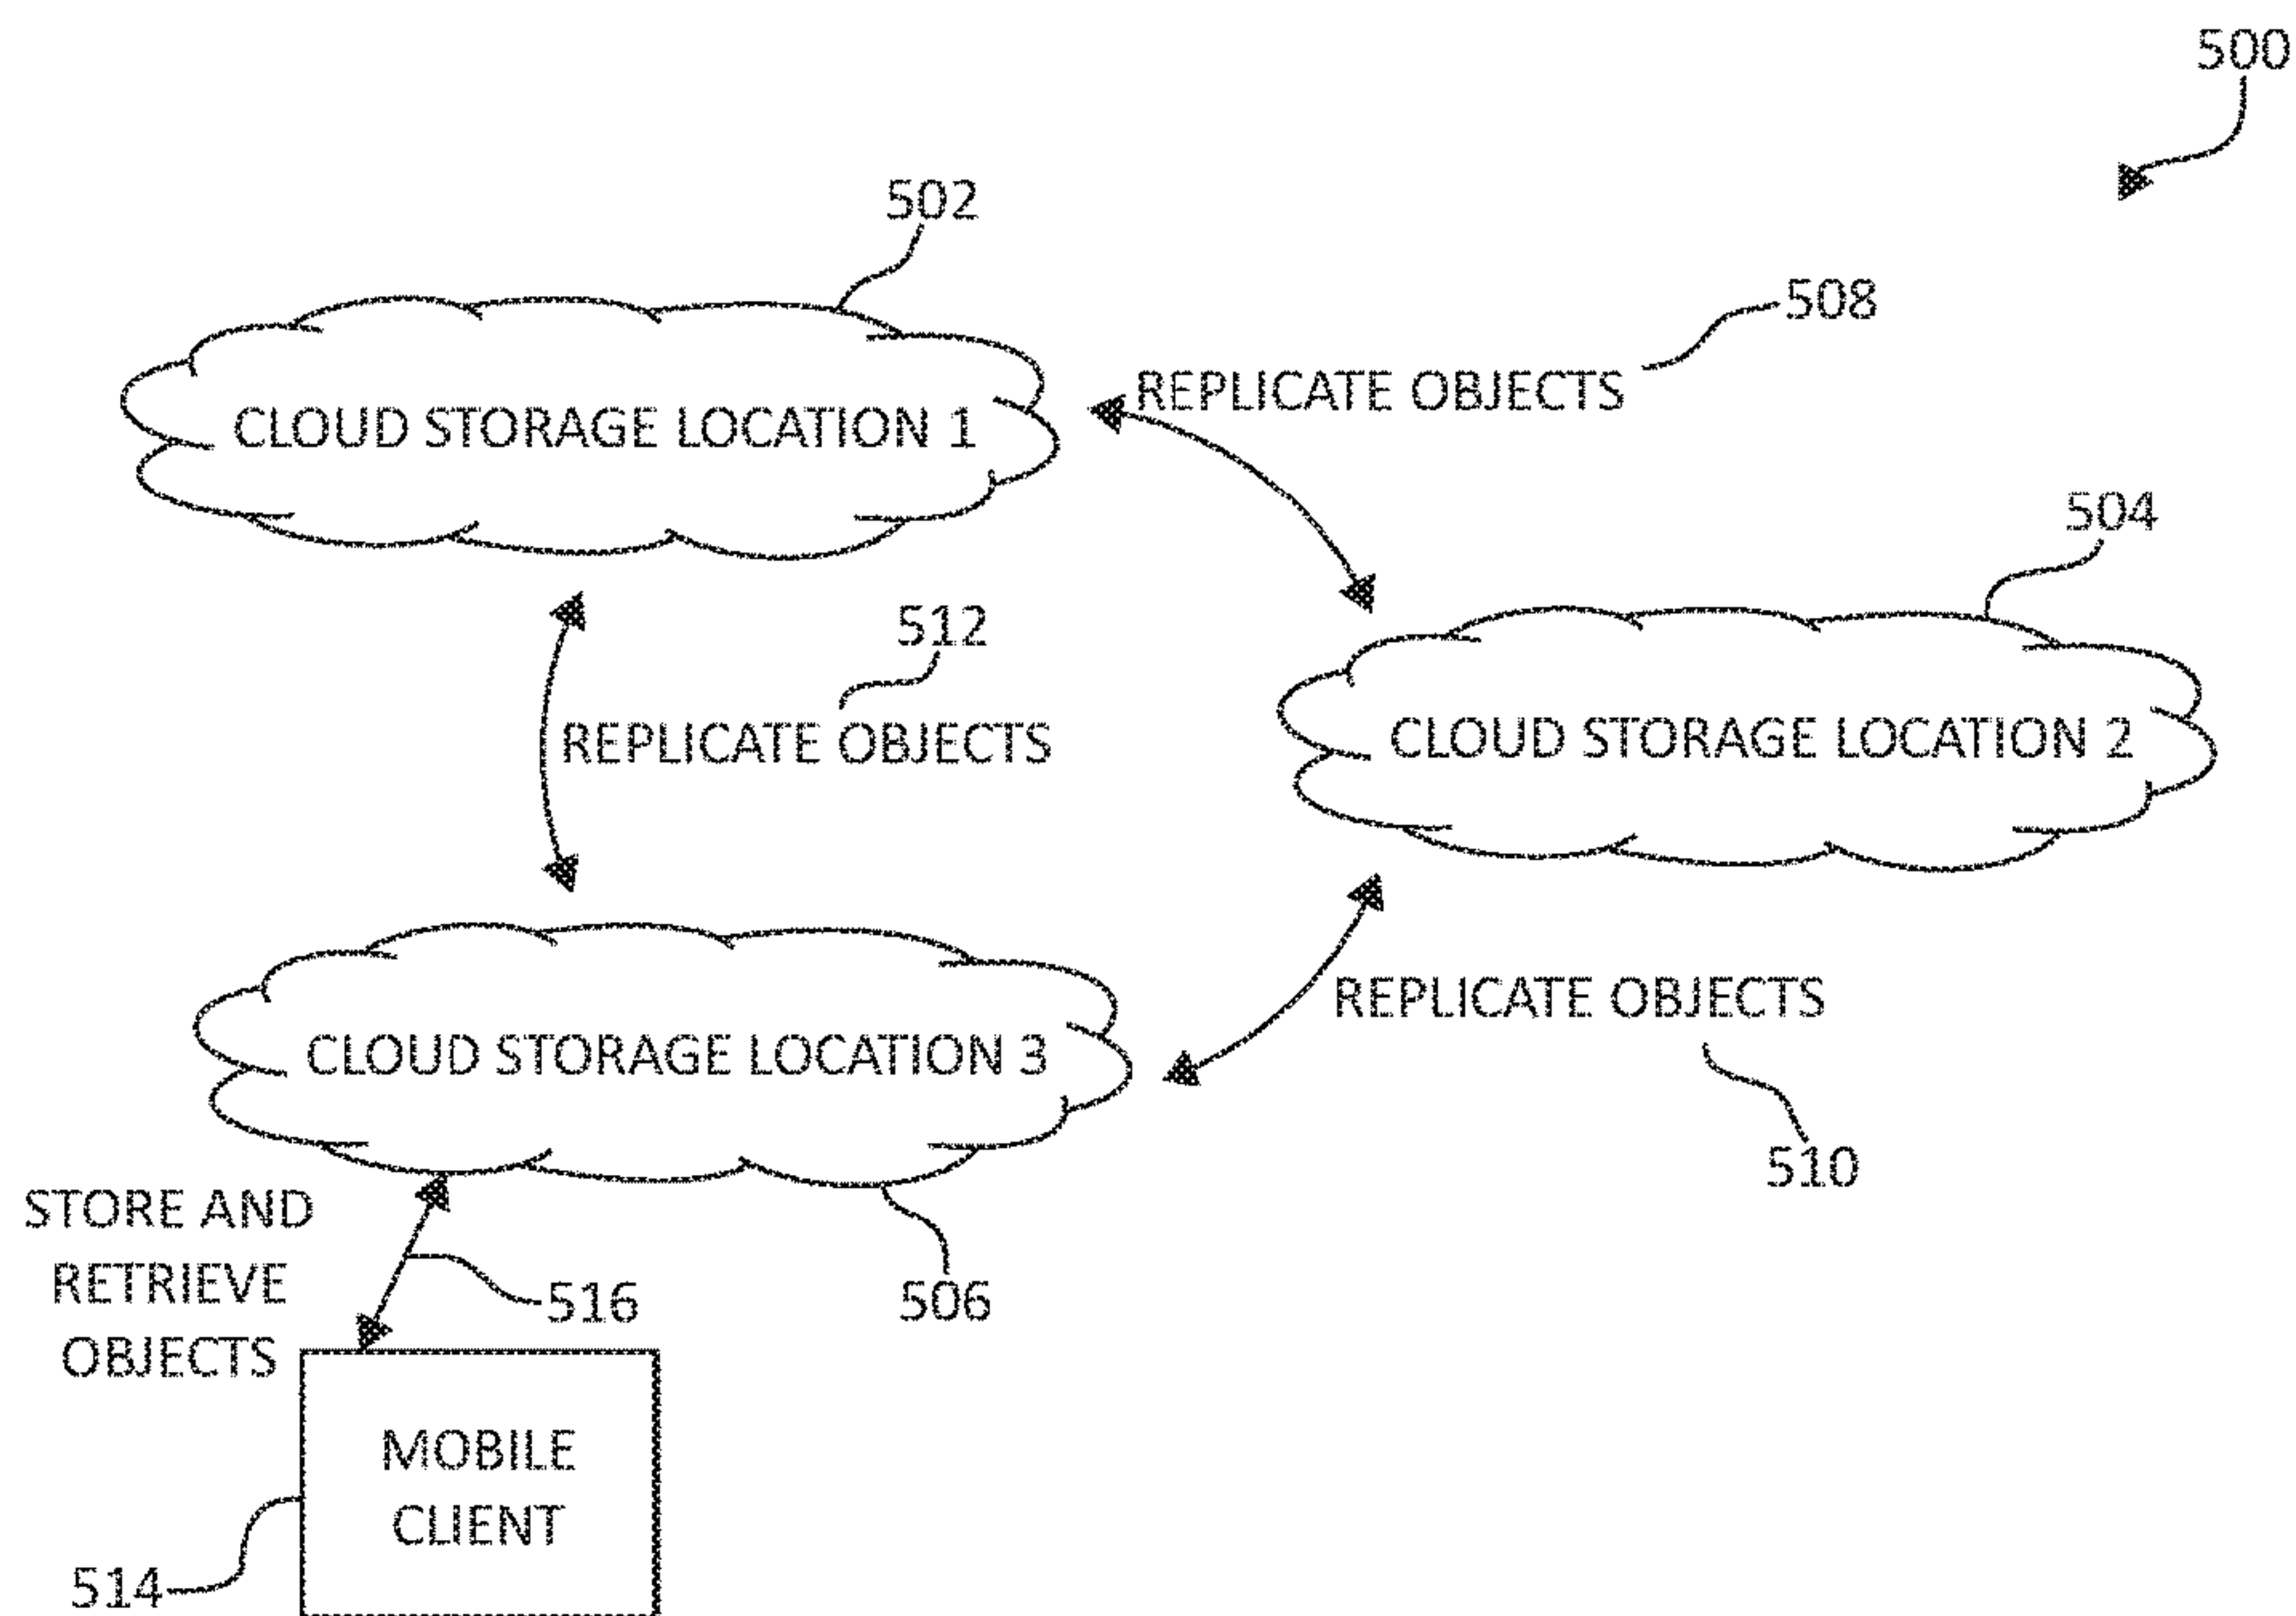 500
502
508
REPLICATE OBJECTS
CLOUD STORAGE LOCATION 1
504
512
REPLICATE OBJECTS
CLOUD STORAGE LOCATION 2
REPLICATE OBJECTS
CLOUD STORAGE LOCATION 3
510
STORE AND
RETRIEVE
OBJECTS
516
506
MOBILE
CLIENT
514